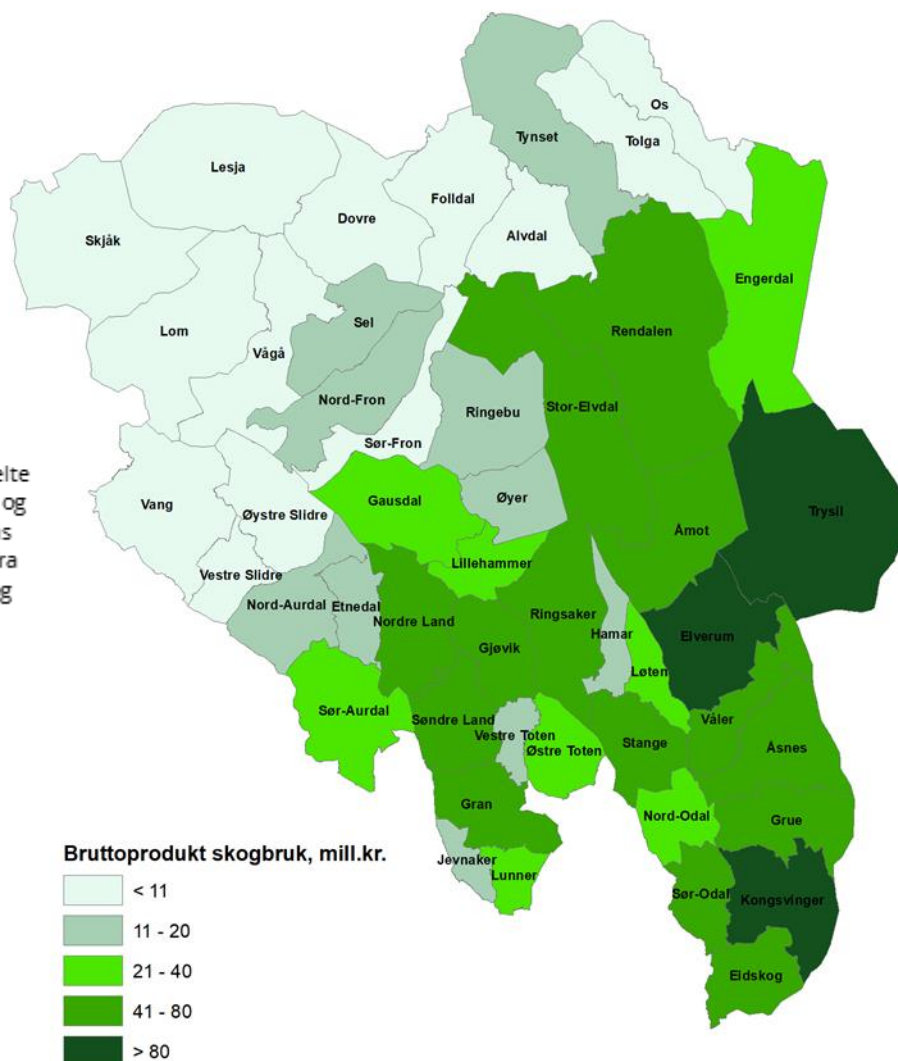 Os
Tynset
Tolga
Lesja
Folldal
Dovre
Alvdal
Skjåk
Engerdal
Sel
Rendalen
Lom
Vågå
Nord-Fron
Stor-Elvdal
Ringebu
Sør-Fron
elte
og
Gausdal
Øyer
Vang
Øystre Slidre
Trysil
Åmot
Lillehammer
Vestre Slidre
Nord-Aurdal
Etnedal
Nordre Land
Ringsaker
Hamar
Elverum
Gjøvik
Løten
Sør-Aurdal
Søndre Land
Vestre Toten
Østre Toten
Stange
Våler
Åsnes
Gran
Nord-Odal
Grue
Jevnaker
Lunner
Sør-Odal
Kongsvinger
Eidskog
Bruttoprodukt skogbruk, mill.kr.
< 11
11 - 20
21 - 40
41 - 80
> 80